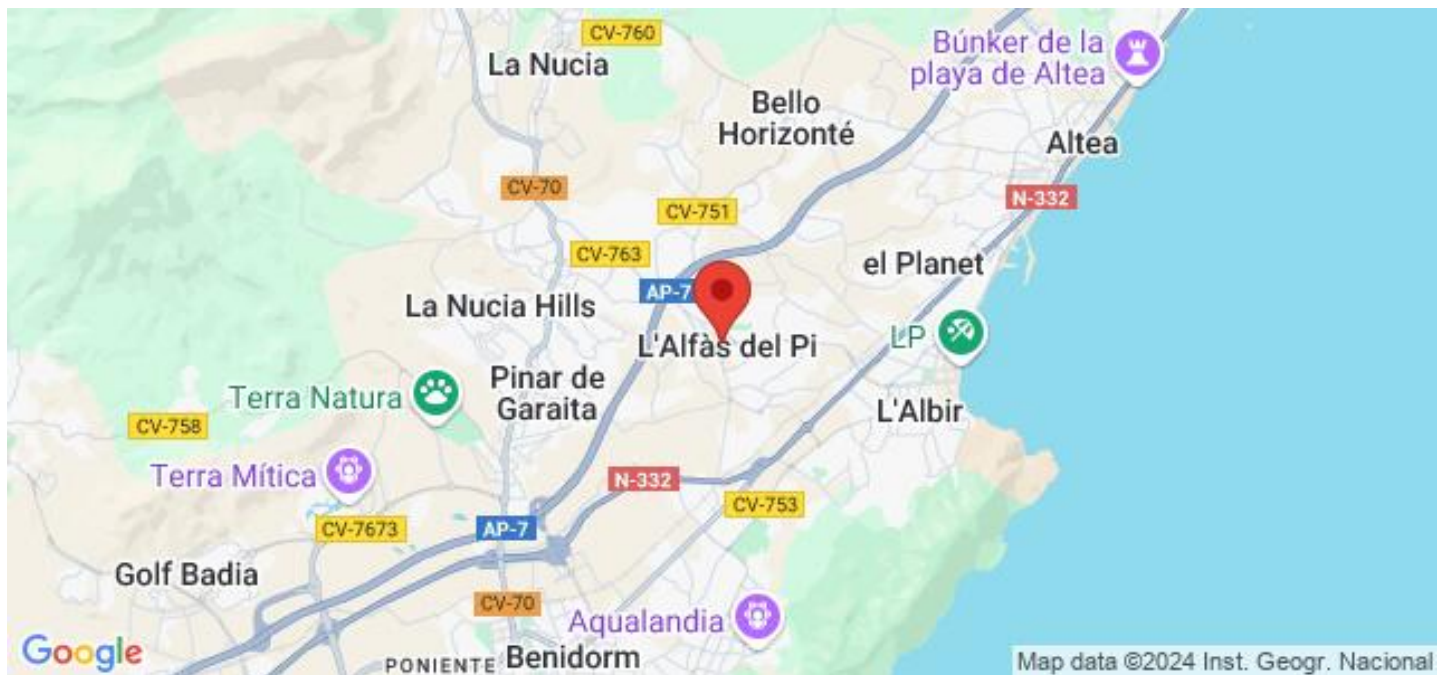 CV-760
La Nucia
Búnker de la
playa de Altea
Bello
Horizonté
Altea
CV-70
N-332
CV-751
CV-763
el Planet
AP-7
La Nucia Hills
L'Alfàs del Pi
LP
Pinar de
Garaita
Terra Natura
L'Albir
CV-758
Terra Mítica
N-332
CV-753
CV-7673
AP-7
Golf Badia
CV-70
Aqualandia
Google
PONIENTE
Benidorm
Map data ©2024 Inst. Geogr. Nacional